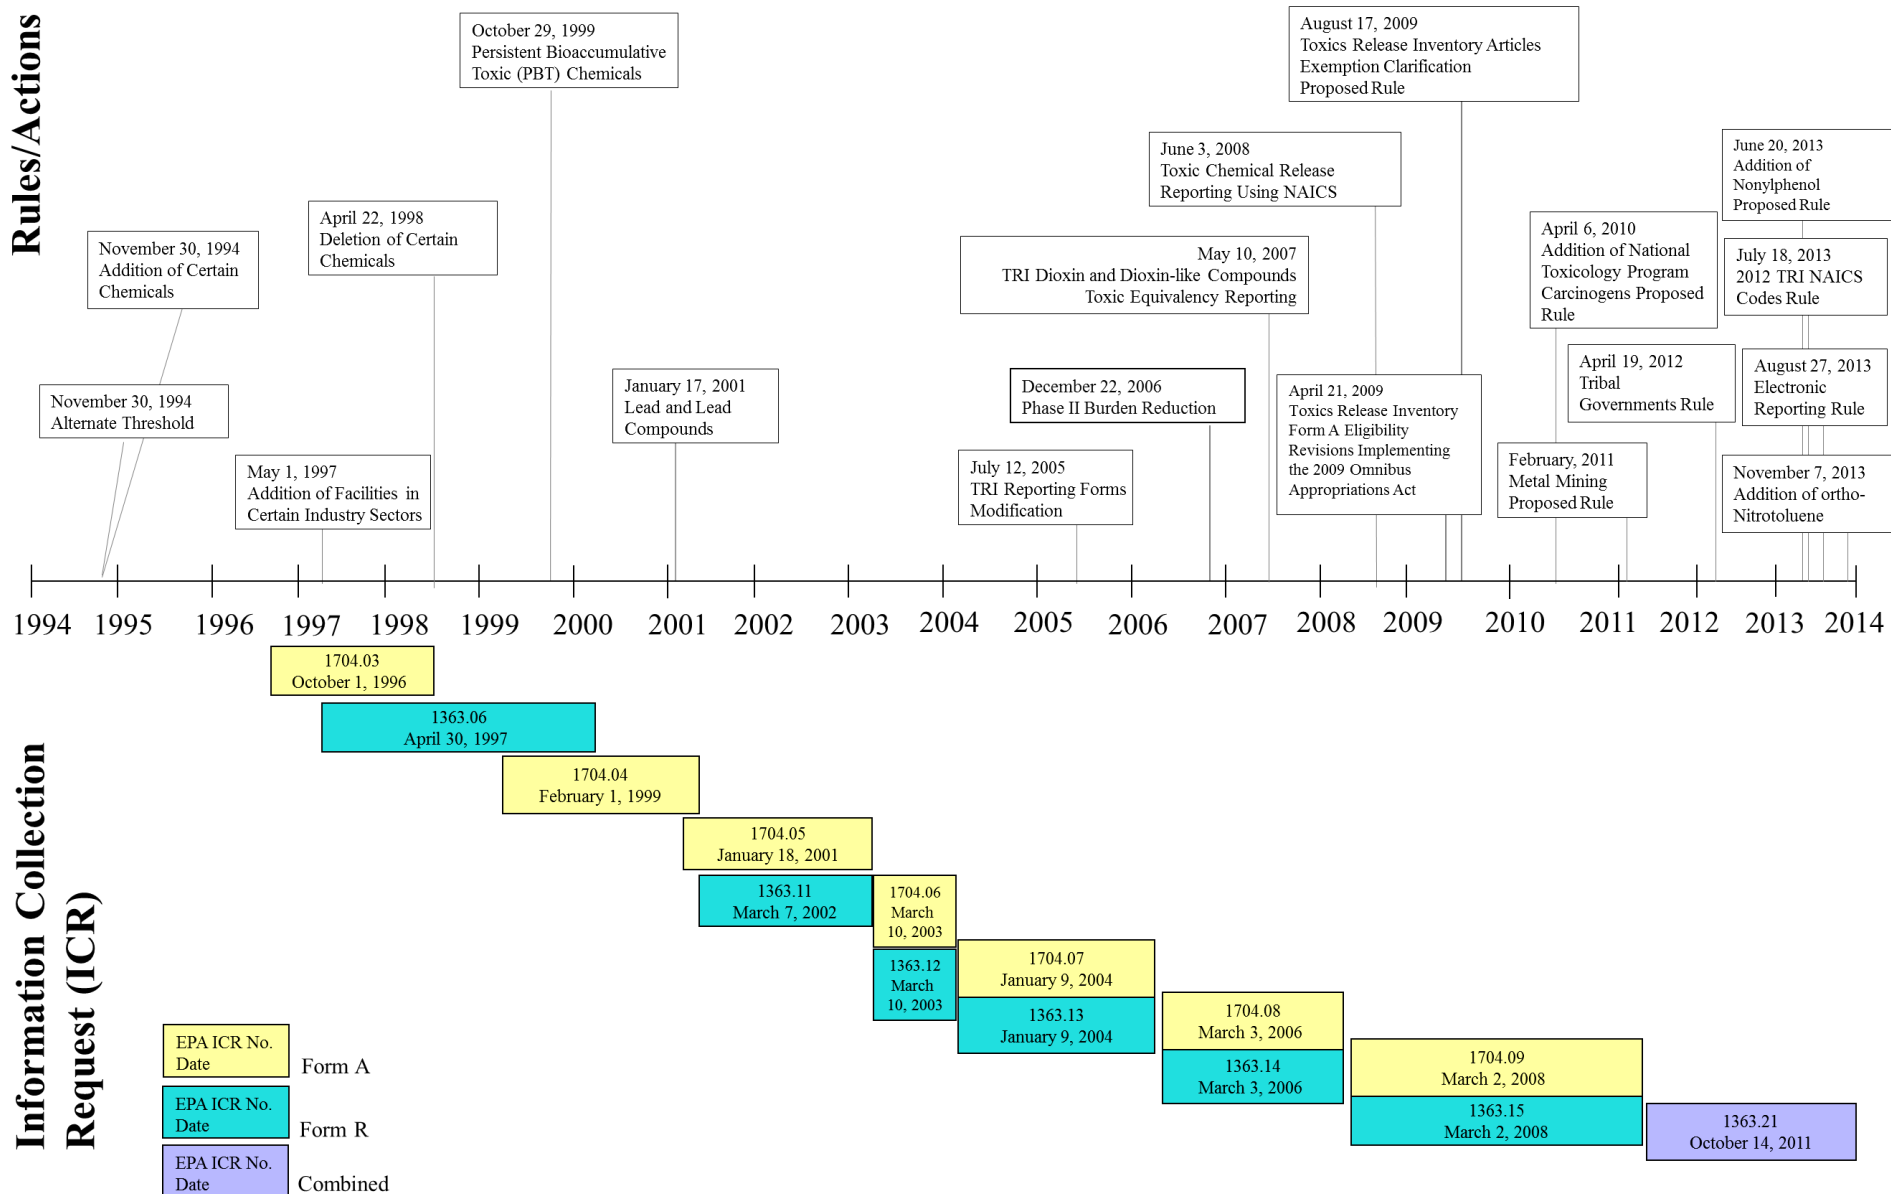 Rules/Actions
October 29, 1999
Persistent Bioaccumulative
Toxic (PBT) Chemicals
August 17, 2009
Toxics Release Inventory Articles
Exemption Clarification
Proposed Rule
June 3, 2008
Toxic Chemical Release
Reporting Using NAICS
June 20, 2013
Addition of
Nonylphenol
Proposed Rule
April 22, 1998
Deletion of Certain
Chemicals
November 30, 1994
Addition of Certain
Chemicals
May 10, 2007
TRI Dioxin and Dioxin-like Compounds
Toxic Equivalency Reporting
April 6, 2010
Addition of National
Toxicology Program
Carcinogens Proposed
Rule
July 18, 2013
2012 TRI NAICS
Codes Rule
November 30, 1994
Alternate Threshold
January 17, 2001
Lead and Lead
Compounds
December 22, 2006
Phase II Burden Reduction
April 21, 2009
Toxics Release Inventory
Form A Eligibility
Revisions Implementing
the 2009 Omnibus
Appropriations Act
April 19, 2012
Tribal
Governments Rule
August 27, 2013
Electronic
Reporting Rule
May 1, 1997
Addition of Facilities in
Certain Industry Sectors
July 12, 2005
TRI Reporting Forms
Modification
February, 2011
Metal Mining
Proposed Rule
November 7, 2013
Addition of ortho-
Nitrotoluene
1994 1995 1996 1997 1998 1999 2000 2001 2002 2003 2004 2005 2006 2007 2008 2009 2010 2011 2012 2013 2014
Information Collection
Request (ICR)
1704.03
October 1, 1996
1363.06
April 30, 1997
1704.04
February 1, 1999
1704.05
January 18, 2001
1363.11
March 7, 2002
1704.06
March
10, 2003
1363.12
March
10, 2003
1704.07
January 9, 2004
1363.13
January 9, 2004
1704.08
March 3, 2006
1363.14
March 3, 2006
1704.09
March 2, 2008
1363.15
March 2, 2008
1363.21
October 14, 2011
EPA ICR No.
Date
Form A
EPA ICR No.
Date
Form R
EPA ICR No.
Date
Combined